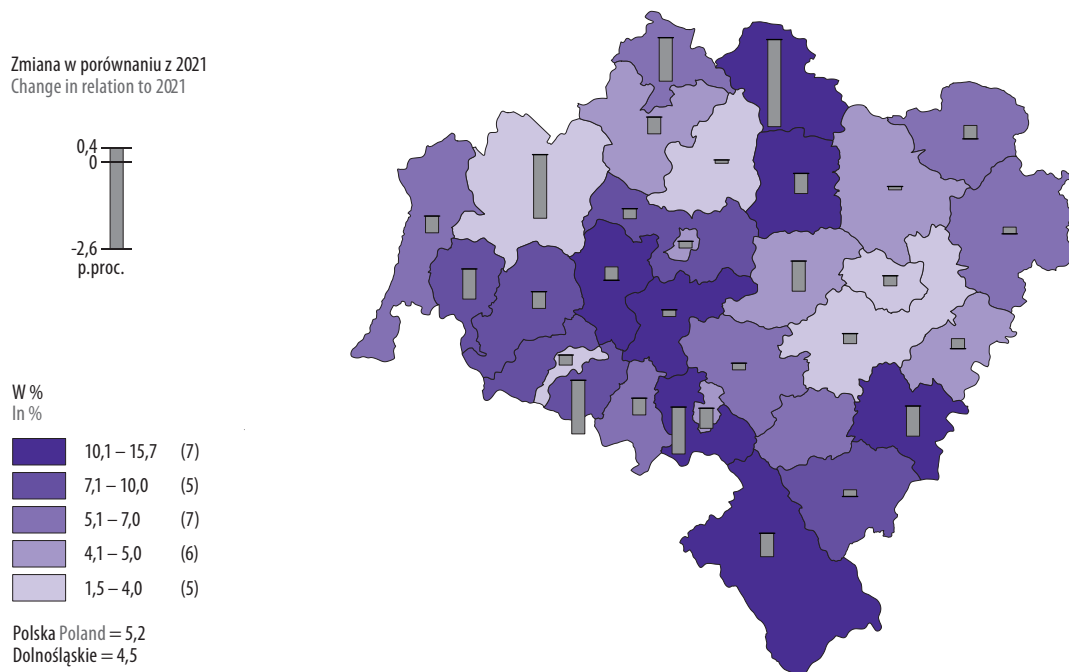 Zmiana w porównaniu z 2021
Change in relation to 2021
0,4
0
-2,6
p.proc.
W %
In %
10,1 – 15,7 (7)
7,1 – 10,0 (5)
5,1 – 7,0 (7)
4,1 – 5,0 (6)
1,5 – 4,0 (5)
Polska Poland = 5,2
Dolnośląskie = 4,5